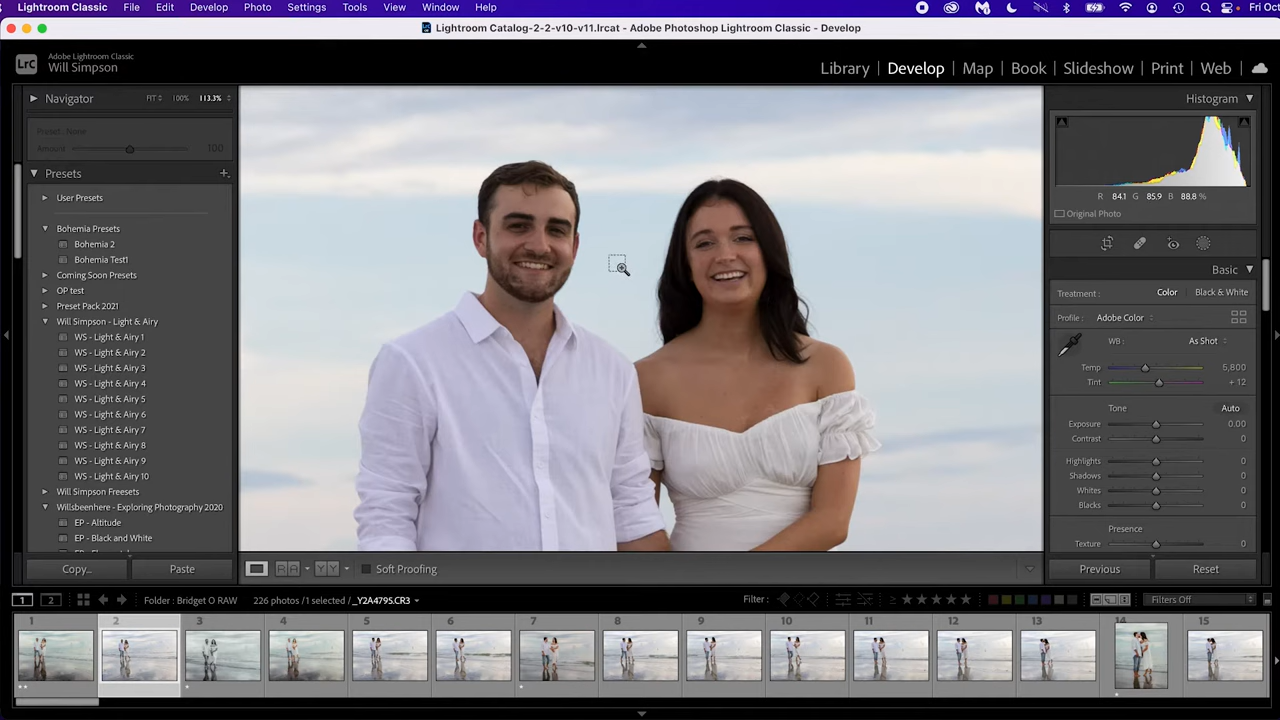 Lightroom Classic File Edit Develop Photo Settings Tools View Window Help Fri Oct
Lightroom Catalog-2-2-v10-v11.lrcat - Adobe Photoshop Lightroom Classic - Develop
LrC Adobe Lightroom Classic
Will Simpson
Library | Develop | Map | Book | Slideshow | Print | Web
Navigator FIT 100% 113.3%
Preset: None
Amount 100
Presets
User Presets
Bohemia Presets
Bohemia 2
Bohemia Test1
Coming Soon Presets
OP test
Preset Pack 2021
Will Simpson - Light & Airy
WS - Light & Airy 1
WS - Light & Airy 2
WS - Light & Airy 3
WS - Light & Airy 4
WS - Light & Airy 5
WS - Light & Airy 6
WS - Light & Airy 7
WS - Light & Airy 8
WS - Light & Airy 9
WS - Light & Airy 10
Will Simpson Freesets
Willsbeenhere - Exploring Photography 2020
EP - Altitude
EP - Black and White
Copy... Paste
Histogram
R 84.1 G 85.9 B 88.8 %
Original Photo
Basic
Treatment : Color Black & White
Profile : Adobe Color
WB : As Shot
Temp 5,800
Tint + 12
Tone Auto
Exposure 0.00
Contrast 0
Highlights 0
Shadows 0
Whites 0
Blacks 0
Presence
Texture 0
Previous Reset
RA YY Soft Proofing
1 2 Folder : Bridget O RAW 226 photos /1 selected /_Y2A4795.CR3 Filter : Filters Off
1 2 3 4 5 6 7 8 9 10 11 12 13 14 15